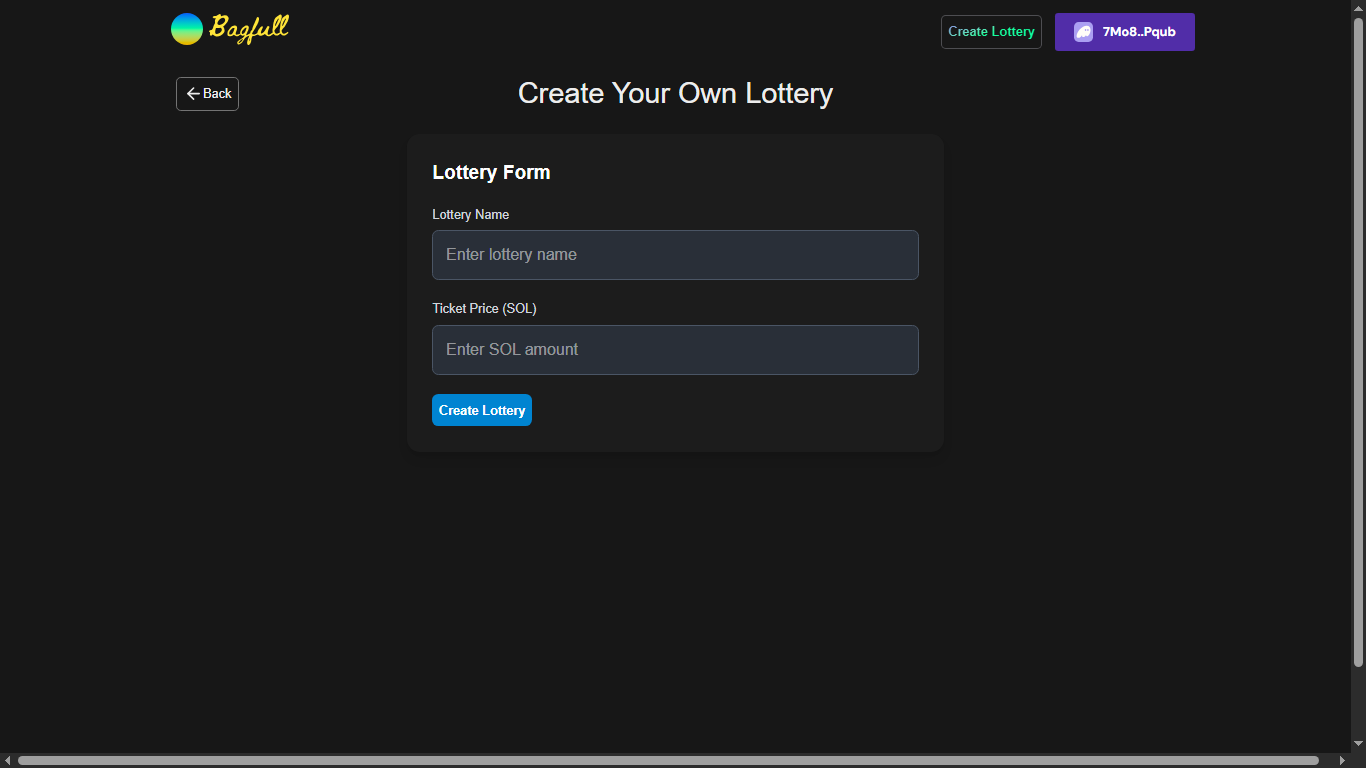 Bagfull
Create Lottery
7Mo8..Pqub
Back
Create Your Own Lottery
Lottery Form
Lottery Name
Enter lottery name
Ticket Price (SOL)
Enter SOL amount
Create Lottery